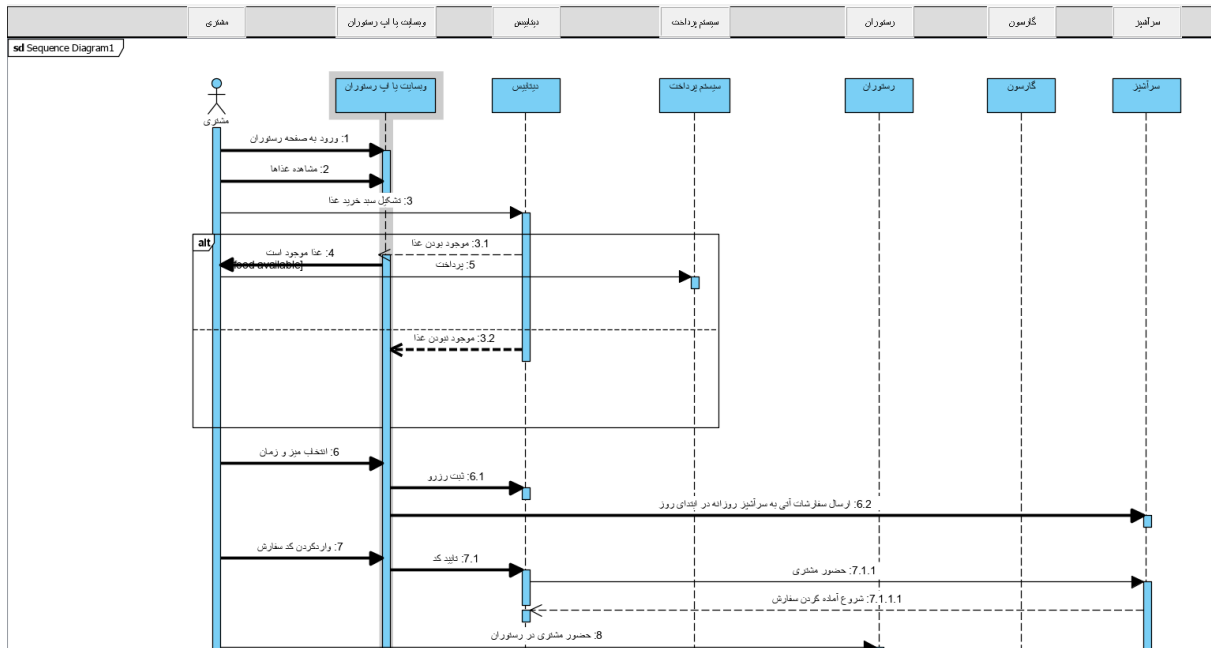 مشتری
وبسایت یا اپ رستوران
دیتابیس
سیستم پرداخت
رستوران
گارسون
سرآشپز
sd Sequence Diagram1
وبسایت یا اپ رستوران
دیتابیس
سیستم پرداخت
رستوران
گارسون
سرآشپز
مشتری
1: ورود به صفحه رستوران
2: مشاهده غذاها
3: تشکیل سبد خرید غذا
alt
3.1: موجود بودن غذا
4: غذا موجود است
[food available]
5: پرداخت
3.2: موجود نبودن غذا
6: انتخاب میز و زمان
6.1: ثبت رزرو
6.2: ارسال سفارشات آتی به سرآشپز روزانه در ابتدای روز
7: واردکردن کد سفارش
7.1: تایید کد
7.1.1: حضور مشتری
7.1.1.1: شروع آماده کردن سفارش
8: حضور مشتری در رستوران